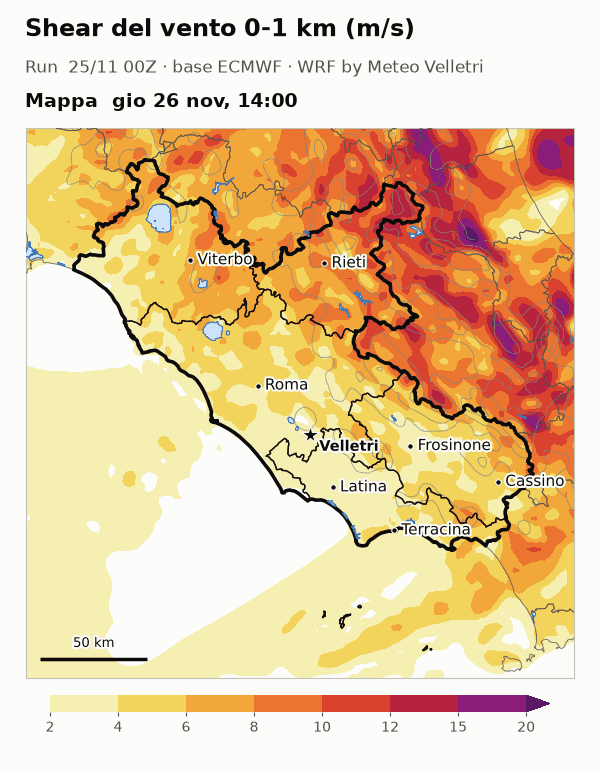 Shear del vento 0-1 km (m/s)
Run  25/11 00Z · base ECMWF · WRF by Meteo Velletri
Mappa  gio 26 nov, 14:00
Viterbo
Rieti
Roma
Velletri
Frosinone
Cassino
Latina
Terracina
50 km
2 4 6 8 10 12 15 20